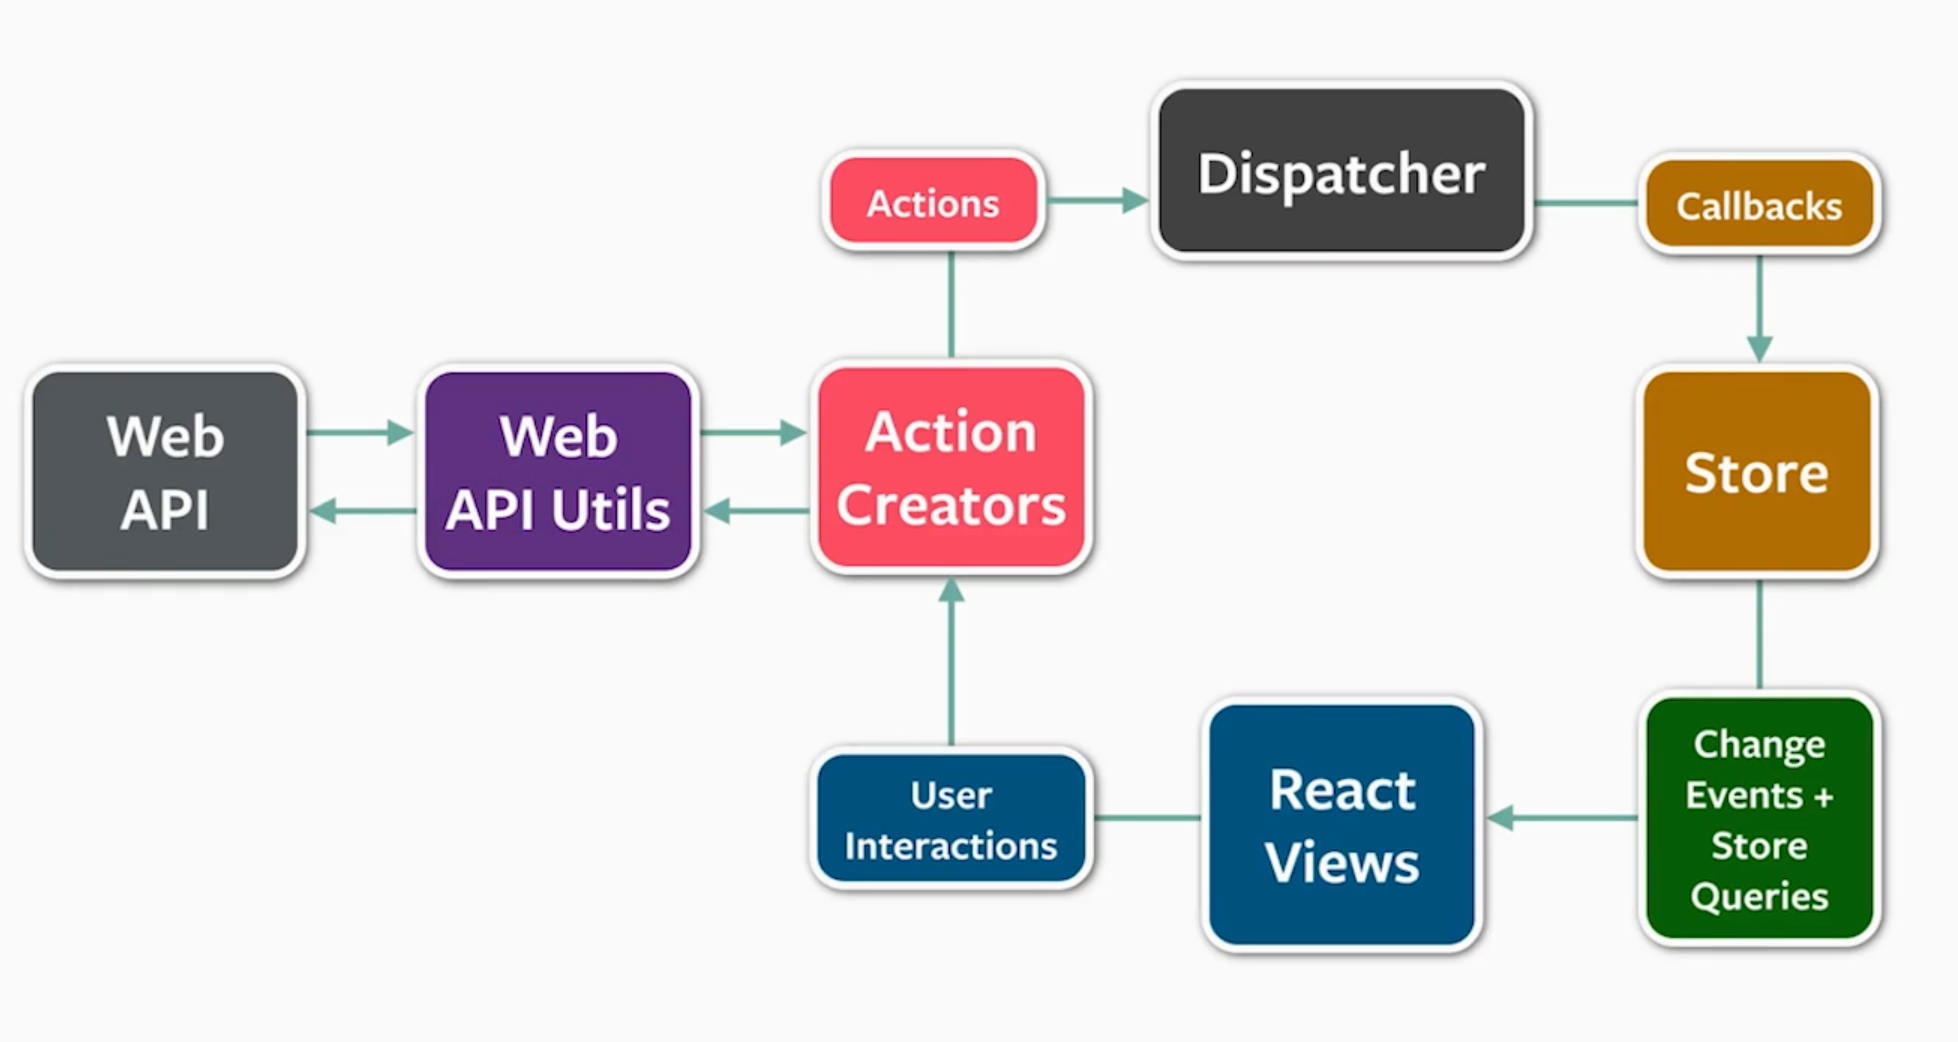 Dispatcher
Actions
Callbacks
Web
API
Web
API Utils
Action
Creators
Store
User
Interactions
React
Views
Change
Events +
Store
Queries